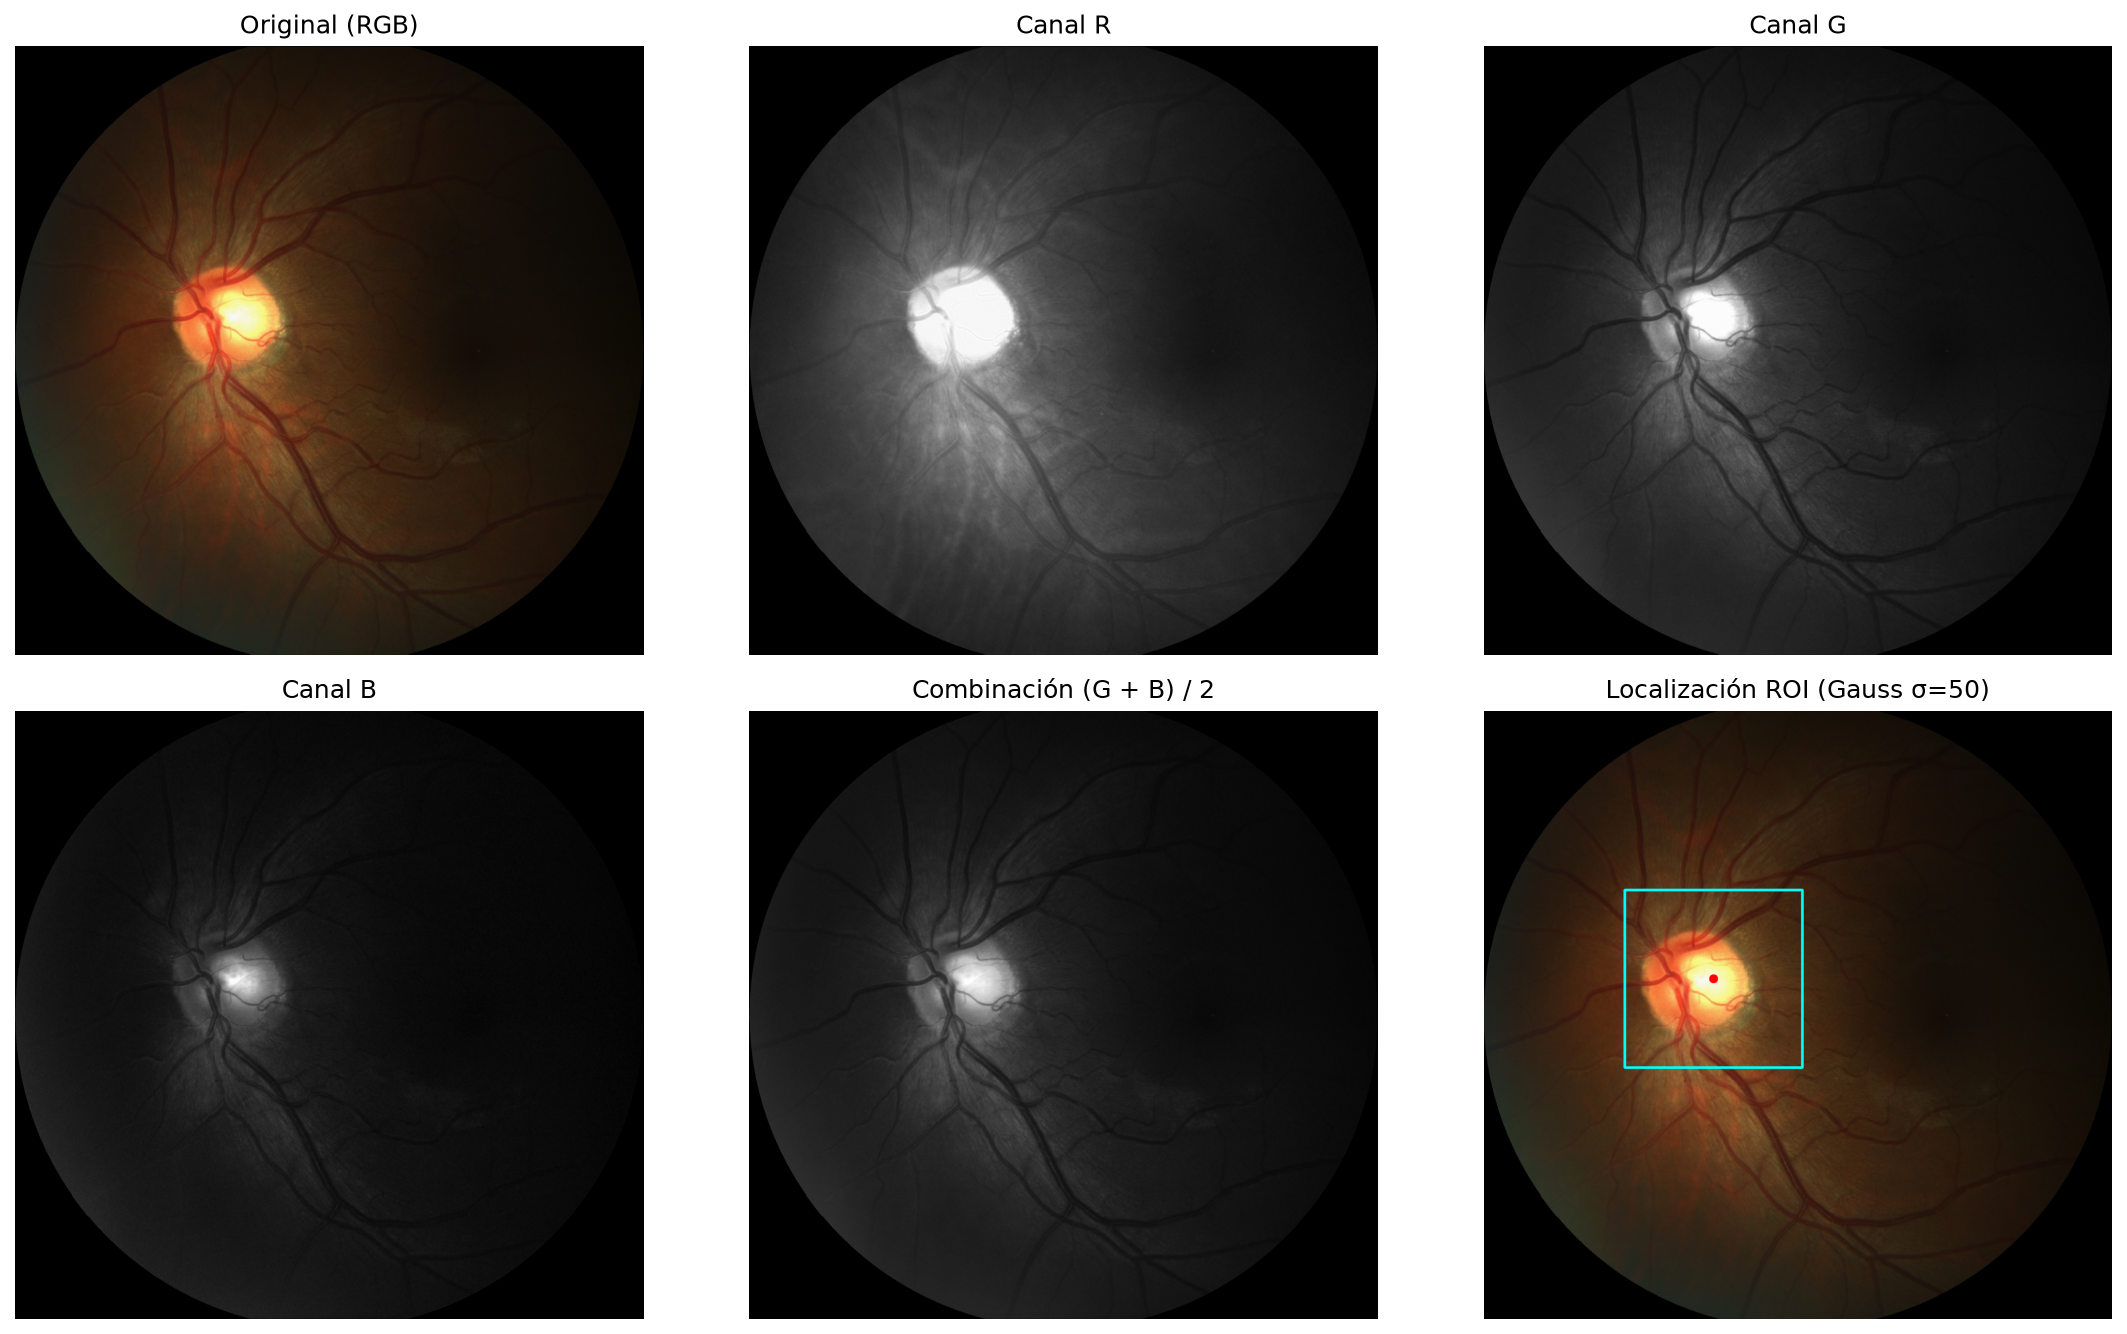 Original (RGB)
Canal R
Canal G
Canal B
Combinación (G + B) / 2
Localización ROI (Gauss σ=50)